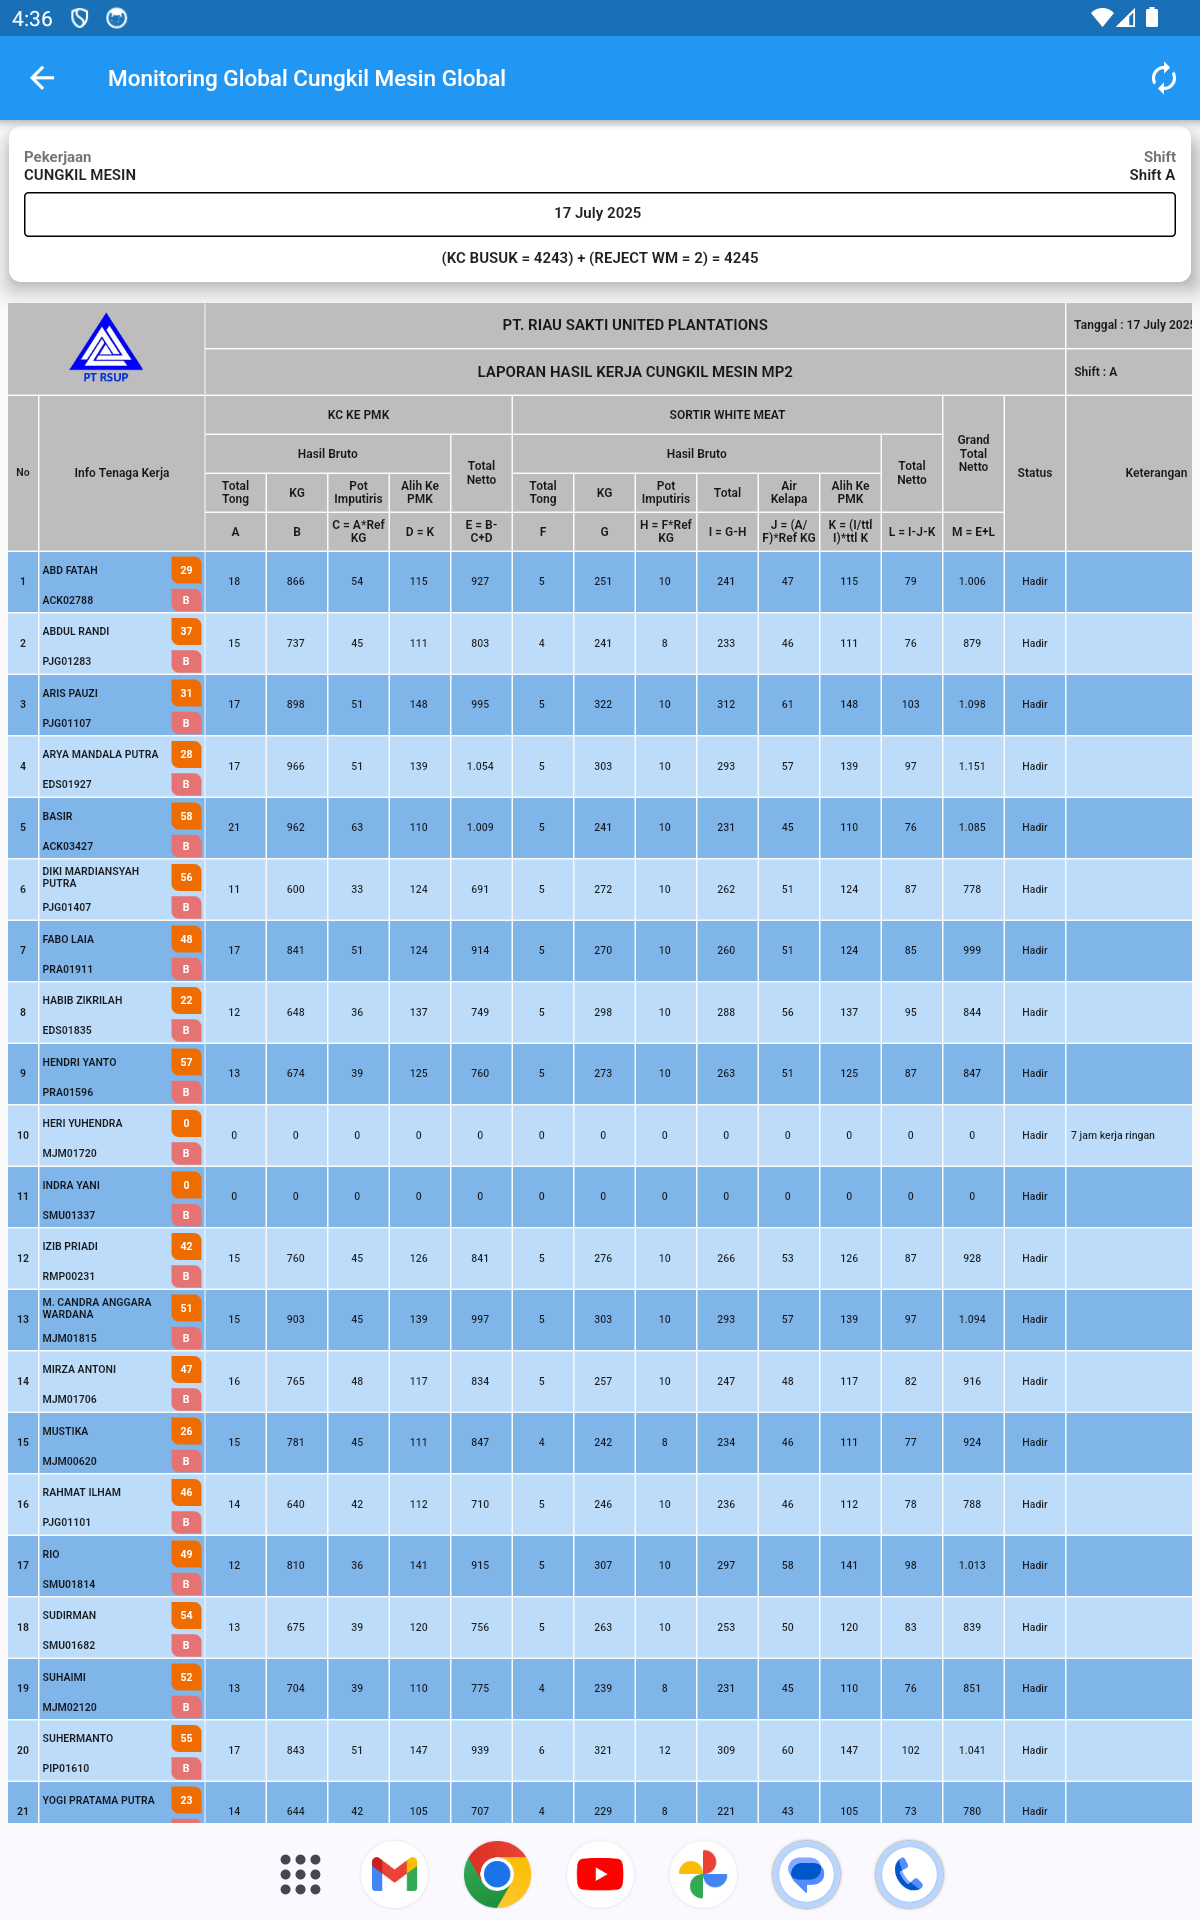 4:36
Monitoring Global Cungkil Mesin Global
Pekerjaan Shift
CUNGKIL MESIN Shift A
17 July 2025
(KC BUSUK = 4243) + (REJECT WM = 2) = 4245
PT RSUP
PT. RIAU SAKTI UNITED PLANTATIONS Tanggal : 17 July 2025
LAPORAN HASIL KERJA CUNGKIL MESIN MP2 Shift : A
No Info Tenaga Kerja KC KE PMK SORTIR WHITE MEAT Grand Total Netto Status Keterangan
Hasil Bruto Total Netto Hasil Bruto Total Netto
Total Tong KG Pot Imputiris Alih Ke PMK Total Tong KG Pot Imputiris Total Air Kelapa Alih Ke PMK
A B C = A*Ref KG D = K E = B-C+D F G H = F*Ref KG I = G-H J = (A/F)*Ref KG K = (I/ttl I)*ttl K L = I-J-K M = E+L
1 ABD FATAH 29 ACK02788 B 18 866 54 115 927 5 251 10 241 47 115 79 1.006 Hadir
2 ABDUL RANDI 37 PJG01283 B 15 737 45 111 803 4 241 8 233 46 111 76 879 Hadir
3 ARIS PAUZI 31 PJG01107 B 17 898 51 148 995 5 322 10 312 61 148 103 1.098 Hadir
4 ARYA MANDALA PUTRA 28 EDS01927 B 17 966 51 139 1.054 5 303 10 293 57 139 97 1.151 Hadir
5 BASIR 58 ACK03427 B 21 962 63 110 1.009 5 241 10 231 45 110 76 1.085 Hadir
6 DIKI MARDIANSYAH PUTRA 56 PJG01407 B 11 600 33 124 691 5 272 10 262 51 124 87 778 Hadir
7 FABO LAIA 48 PRA01911 B 17 841 51 124 914 5 270 10 260 51 124 85 999 Hadir
8 HABIB ZIKRILAH 22 EDS01835 B 12 648 36 137 749 5 298 10 288 56 137 95 844 Hadir
9 HENDRI YANTO 57 PRA01596 B 13 674 39 125 760 5 273 10 263 51 125 87 847 Hadir
10 HERI YUHENDRA 0 MJM01720 B 0 0 0 0 0 0 0 0 0 0 0 0 0 Hadir 7 jam kerja ringan
11 INDRA YANI 0 SMU01337 B 0 0 0 0 0 0 0 0 0 0 0 0 0 Hadir
12 IZIB PRIADI 42 RMP00231 B 15 760 45 126 841 5 276 10 266 53 126 87 928 Hadir
13 M. CANDRA ANGGARA WARDANA 51 MJM01815 B 15 903 45 139 997 5 303 10 293 57 139 97 1.094 Hadir
14 MIRZA ANTONI 47 MJM01706 B 16 765 48 117 834 5 257 10 247 48 117 82 916 Hadir
15 MUSTIKA 26 MJM00620 B 15 781 45 111 847 4 242 8 234 46 111 77 924 Hadir
16 RAHMAT ILHAM 46 PJG01101 B 14 640 42 112 710 5 246 10 236 46 112 78 788 Hadir
17 RIO 49 SMU01814 B 12 810 36 141 915 5 307 10 297 58 141 98 1.013 Hadir
18 SUDIRMAN 54 SMU01682 B 13 675 39 120 756 5 263 10 253 50 120 83 839 Hadir
19 SUHAIMI 52 MJM02120 B 13 704 39 110 775 4 239 8 231 45 110 76 851 Hadir
20 SUHERMANTO 55 PIP01610 B 17 843 51 147 939 6 321 12 309 60 147 102 1.041 Hadir
21 YOGI PRATAMA PUTRA 23 14 644 42 105 707 4 229 8 221 43 105 73 780 Hadir